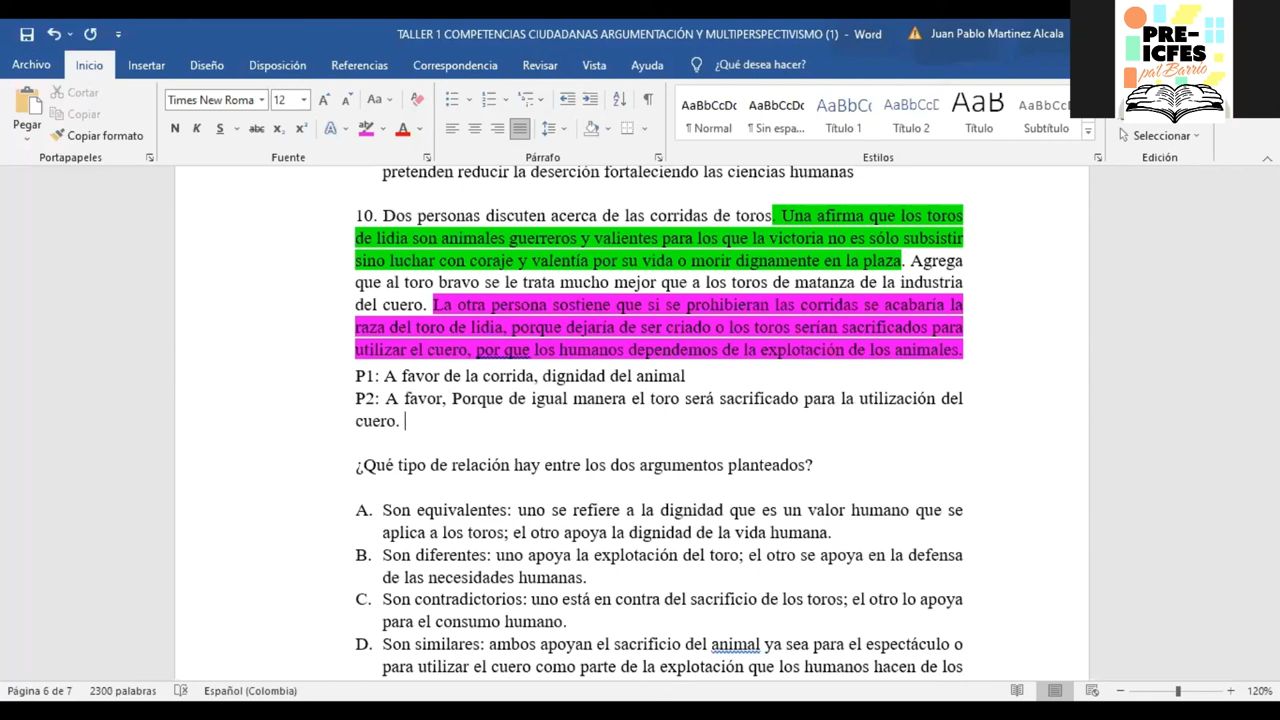 TALLER 1 COMPETENCIAS CIUDADANAS ARGUMENTACIÓN Y MULTIPERSPECTIVISMO (1) - Word
Juan Pablo Martinez Alcala
PRE-
ICFES
pal Barrio
Archivo Inicio Insertar Diseño Disposición Referencias Correspondencia Revisar Vista Ayuda ¿Qué desea hacer?
Cortar
Copiar
Pegar
Copiar formato
Times New Roma 12
Aa
N K S abc x₂ x² A A
AaBbCcDc AaBbCcDc AaBbCcD AaBbCcD AaB AaBbCcD
¶ Normal ¶ Sin espa... Título 1 Título 2 Título Subtítulo
Seleccionar
Portapapeles Fuente Párrafo Estilos Edición
pretenden reducir la deserción fortaleciendo las ciencias humanas
10. Dos personas discuten acerca de las corridas de toros. Una afirma que los toros
de lidia son animales guerreros y valientes para los que la victoria no es sólo subsistir
sino luchar con coraje y valentía por su vida o morir dignamente en la plaza. Agrega
que al toro bravo se le trata mucho mejor que a los toros de matanza de la industria
del cuero. La otra persona sostiene que si se prohibieran las corridas se acabaría la
raza del toro de lidia, porque dejaría de ser criado o los toros serían sacrificados para
utilizar el cuero, por que los humanos dependemos de la explotación de los animales.
P1: A favor de la corrida, dignidad del animal
P2: A favor, Porque de igual manera el toro será sacrificado para la utilización del
cuero.
¿Qué tipo de relación hay entre los dos argumentos planteados?
A. Son equivalentes: uno se refiere a la dignidad que es un valor humano que se
aplica a los toros; el otro apoya la dignidad de la vida humana.
B. Son diferentes: uno apoya la explotación del toro; el otro se apoya en la defensa
de las necesidades humanas.
C. Son contradictorios: uno está en contra del sacrificio de los toros; el otro lo apoya
para el consumo humano.
D. Son similares: ambos apoyan el sacrificio del animal ya sea para el espectáculo o
para utilizar el cuero como parte de la explotación que los humanos hacen de los
Página 6 de 7 2300 palabras Español (Colombia) 120%